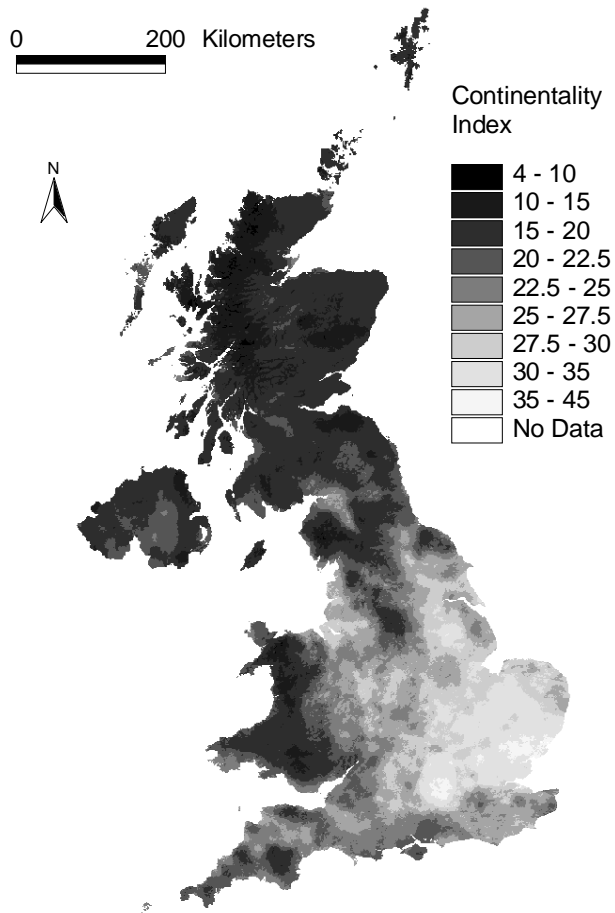 0 200 Kilometers
N
Continentality
Index
4 - 10
10 - 15
15 - 20
20 - 22.5
22.5 - 25
25 - 27.5
27.5 - 30
30 - 35
35 - 45
No Data